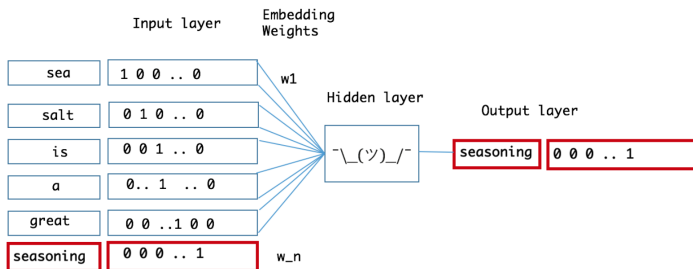 Input layer
Embedding
Weights
sea 1 0 0 .. 0
w1
salt 0 1 0 .. 0
is 0 0 1 .. 0
a 0.. 1 .. 0
great 0 0 ..1 0 0
seasoning 0 0 0 .. 1
w_n
Hidden layer
¯\_(ツ)_/¯
Output layer
seasoning 0 0 0 .. 1